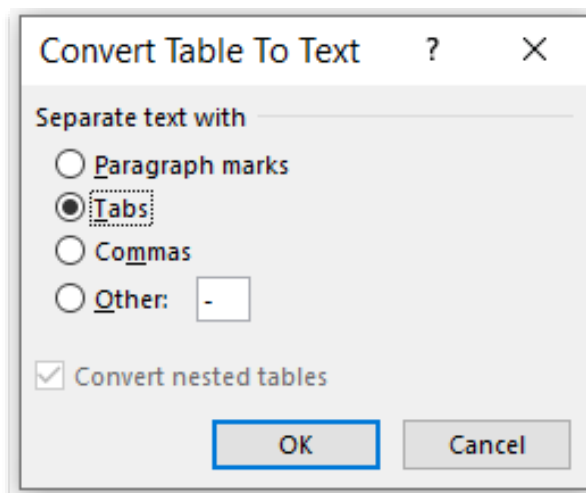 Convert Table To Text ?
Separate text with
Paragraph marks
Tabs
Commas
Other: -
Convert nested tables
OK Cancel